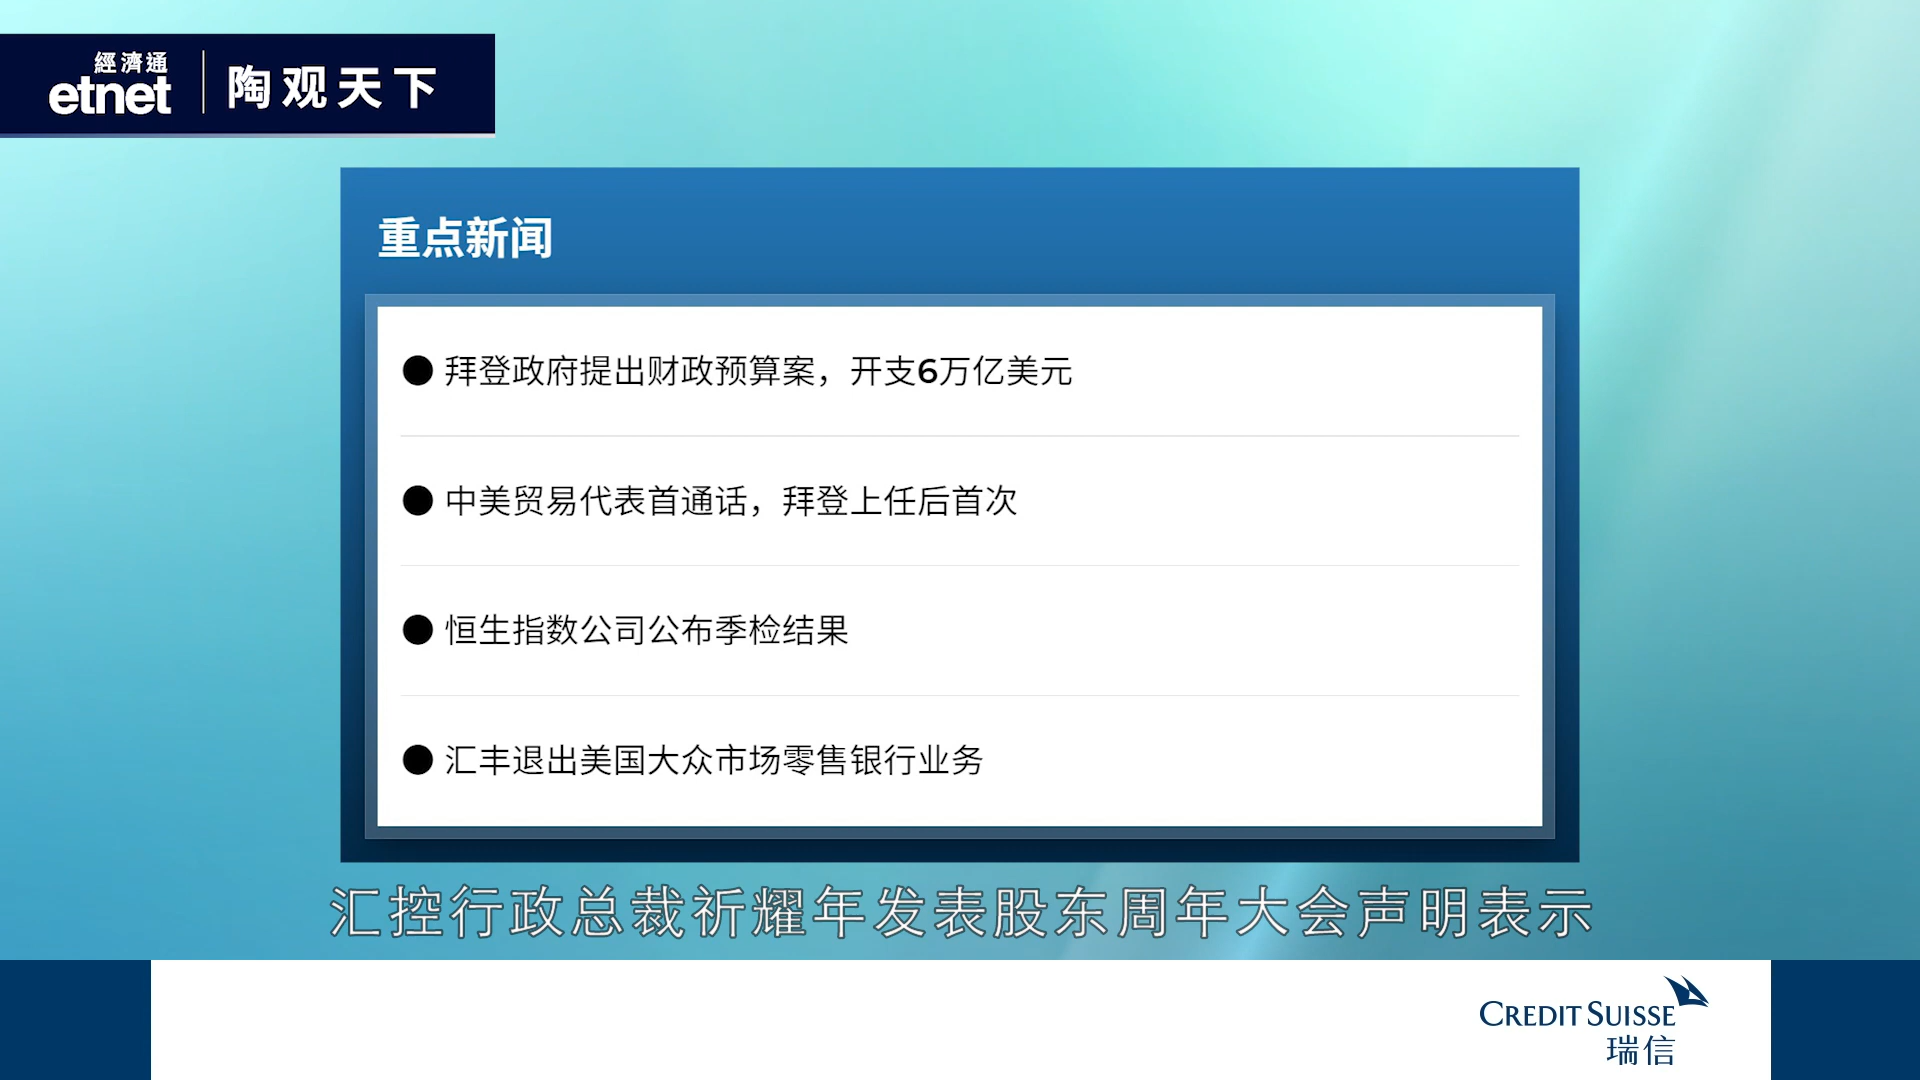 經濟通
etnet
陶观天下
重点新闻
● 拜登政府提出财政预算案，开支6万亿美元
● 中美贸易代表首通话，拜登上任后首次
● 恒生指数公司公布季检结果
● 汇丰退出美国大众市场零售银行业务
汇控行政总裁祈耀年发表股东周年大会声明表示
CREDIT SUISSE
瑞信